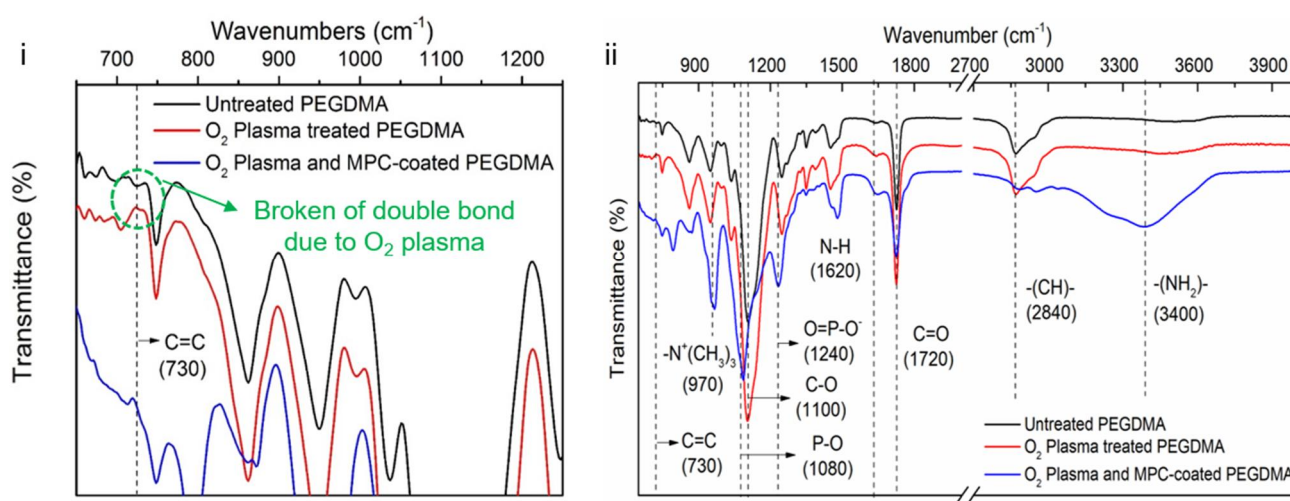 i
Wavenumbers (cm⁻¹)
700 800 900 1000 1100 1200
Untreated PEGDMA
O₂ Plasma treated PEGDMA
O₂ Plasma and MPC-coated PEGDMA
Broken of double bond
due to O₂ plasma
C=C
(730)
Transmittance (%)
ii
Wavenumber (cm⁻¹)
900 1200 1500 1800 2700 3000 3300 3600 3900
Transmittance (%)
N-H
(1620)
-(CH)-
(2840)
-(NH₂)-
(3400)
O=P-O⁻
(1240)
C=O
(1720)
-N⁺(CH₃)₃
(970)
C-O
(1100)
C=C
(730)
P-O
(1080)
Untreated PEGDMA
O₂ Plasma treated PEGDMA
O₂ Plasma and MPC-coated PEGDMA